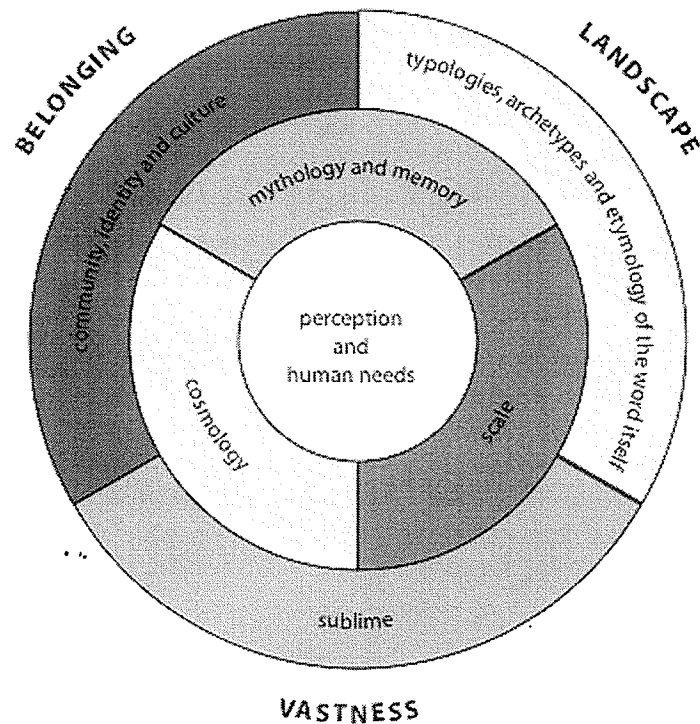 BELONGING
LANDSCAPE
community, identity and culture
typologies, archetypes and etymology of the word itself
mythology and memory
perception
and
human needs
cosmology
scale
sublime
VASTNESS